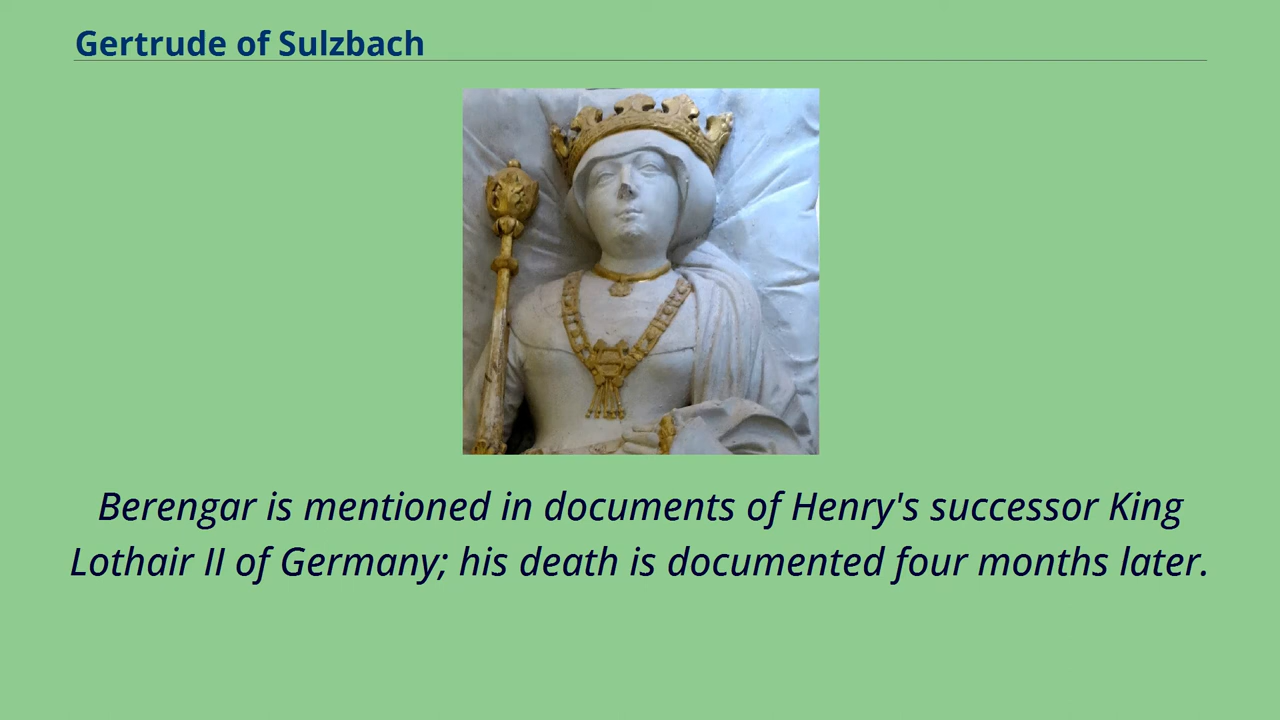 Gertrude of Sulzbach
Berengar is mentioned in documents of Henry's successor King
Lothair II of Germany; his death is documented four months later.